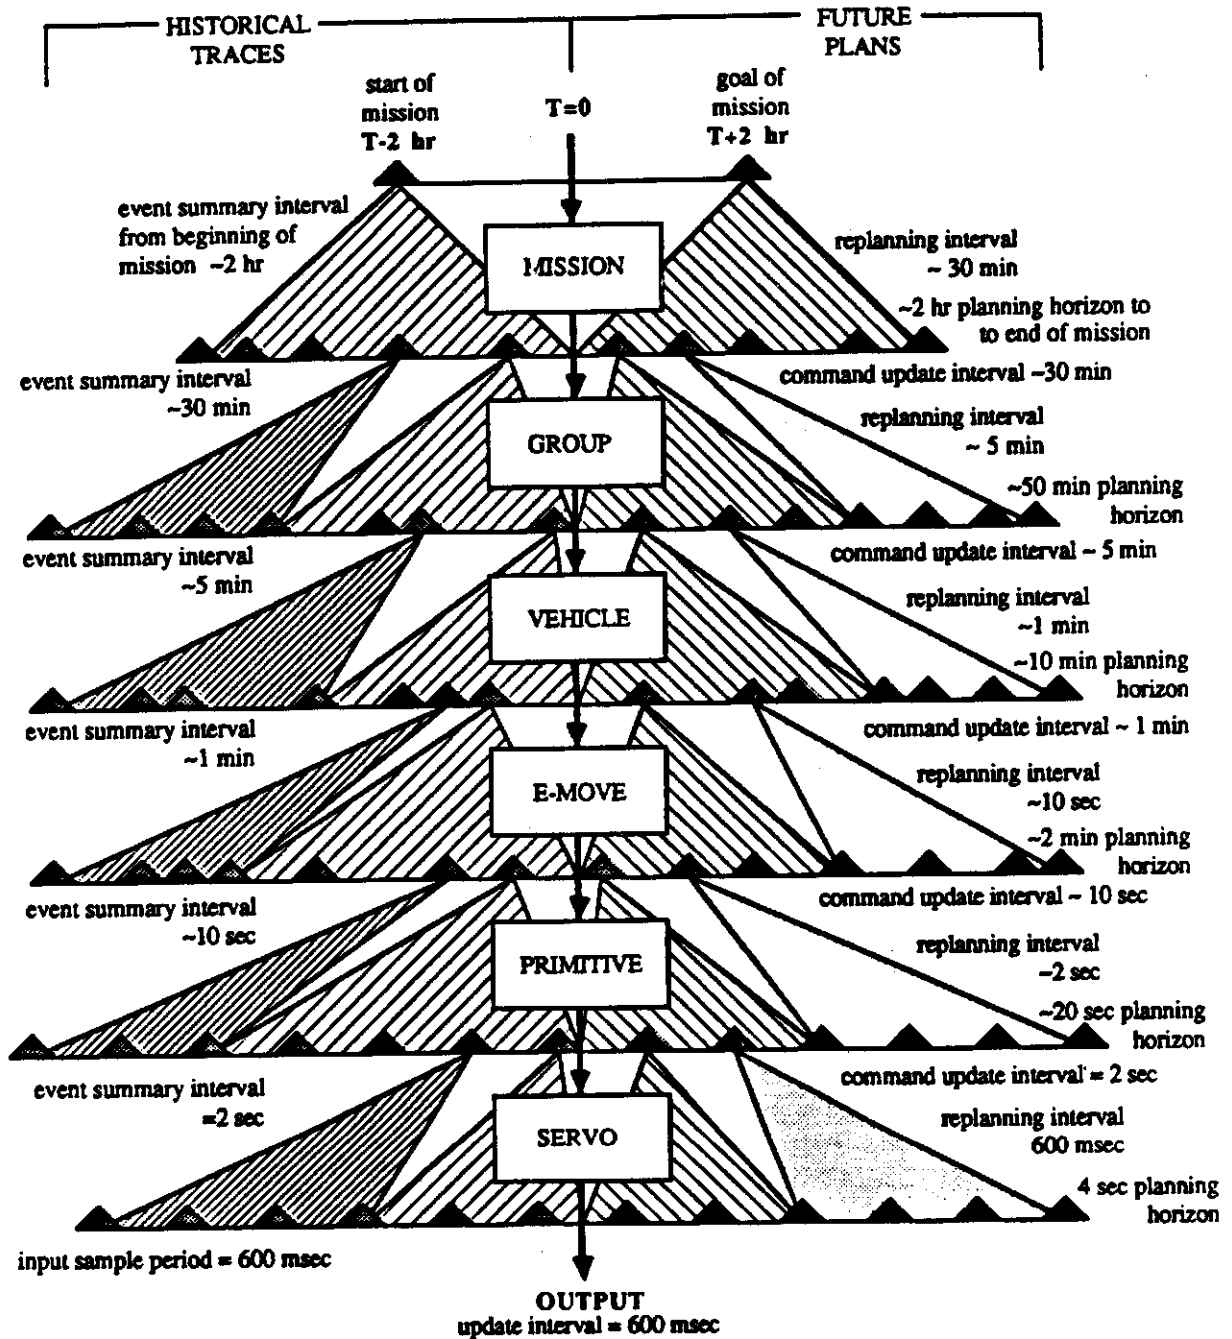 HISTORICAL
TRACES
FUTURE
PLANS
start of
mission
T-2 hr
T=0
goal of
mission
T+2 hr
event summary interval
from beginning of
mission ~2 hr
MISSION
replanning interval
~ 30 min
~2 hr planning horizon to
to end of mission
event summary interval
~30 min
command update interval ~30 min
GROUP
replanning interval
~ 5 min
~50 min planning
horizon
event summary interval
~5 min
command update interval ~ 5 min
VEHICLE
replanning interval
~1 min
~10 min planning
horizon
event summary interval
~1 min
command update interval ~ 1 min
E-MOVE
replanning interval
~10 sec
~2 min planning
horizon
event summary interval
~10 sec
command update interval ~ 10 sec
PRIMITIVE
replanning interval
~2 sec
~20 sec planning
horizon
event summary interval
=2 sec
command update interval = 2 sec
SERVO
replanning interval
600 msec
4 sec planning
horizon
input sample period = 600 msec
OUTPUT
update interval = 600 msec